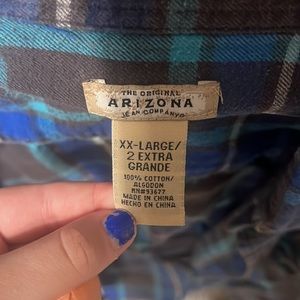 THE ORIGINAL
ARIZONA
JEAN COMPANY®
XX-LARGE/
2 EXTRA
GRANDE
100% COTTON/
ALGODON
RN#93677
MADE IN CHINA
HECHO EN CHINA